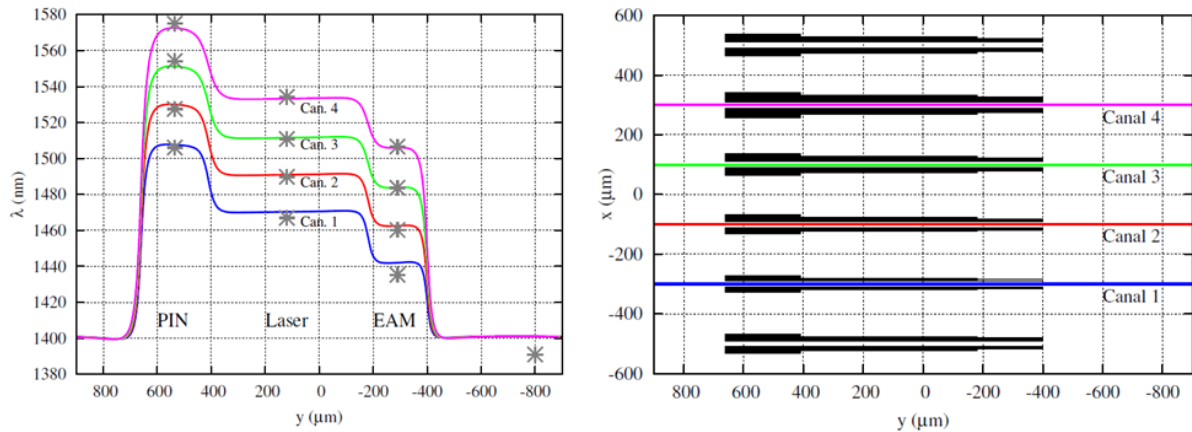 1580
1560
1540
1520
1500
1480
1460
1440
1420
1400
1380
λ (nm)
Can. 4
Can. 3
Can. 2
Can. 1
PIN
Laser
EAM
800 600 400 200 0 -200 -400 -600 -800
y (μm)
600
400
200
0
-200
-400
-600
x (μm)
Canal 4
Canal 3
Canal 2
Canal 1
800 600 400 200 0 -200 -400 -600 -800
y (μm)